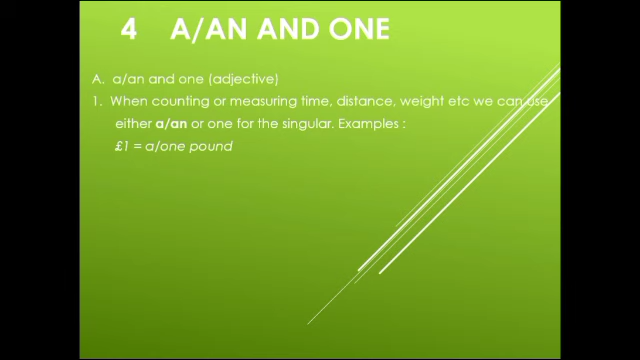 4 A/AN AND ONE
A. a/an and one (adjective)
1. When counting or measuring time, distance, weight etc we can use
either a/an or one for the singular. Examples :
£1 = a/one pound